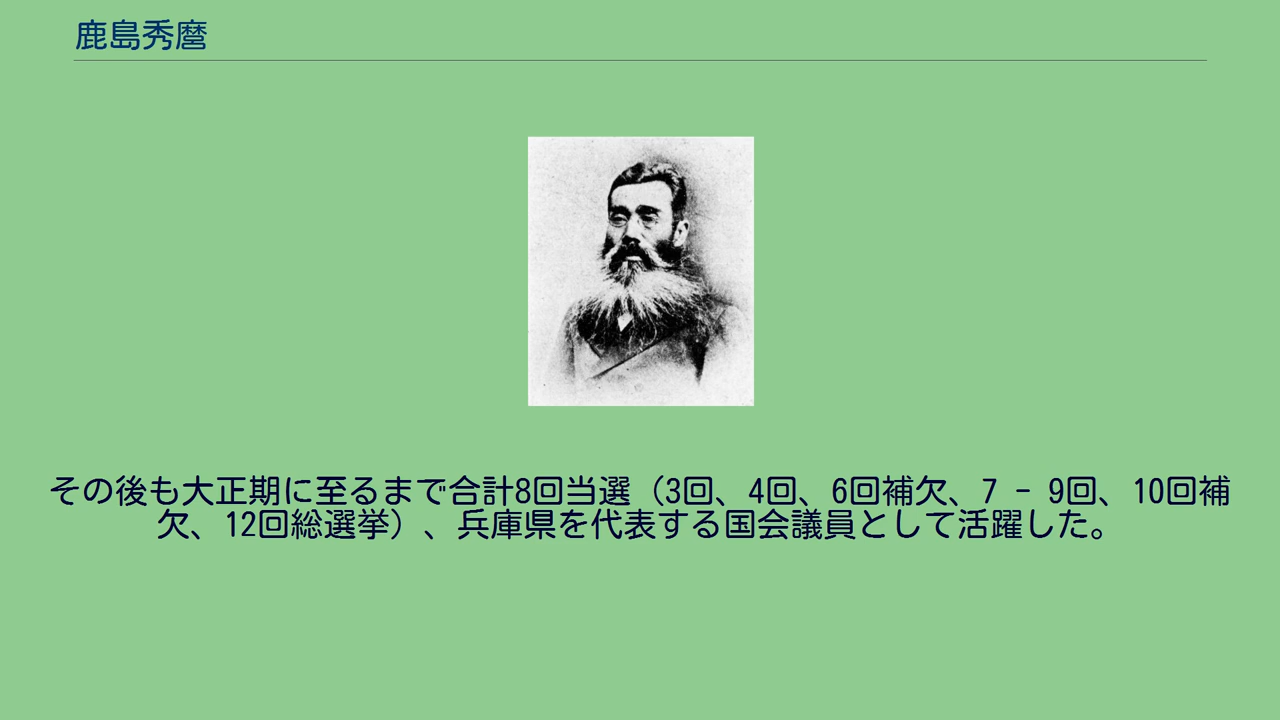 鹿島秀麿
その後も大正期に至るまで合計8回当選（3回、4回、6回補欠、7 - 9回、10回補
欠、12回総選挙）、兵庫県を代表する国会議員として活躍した。